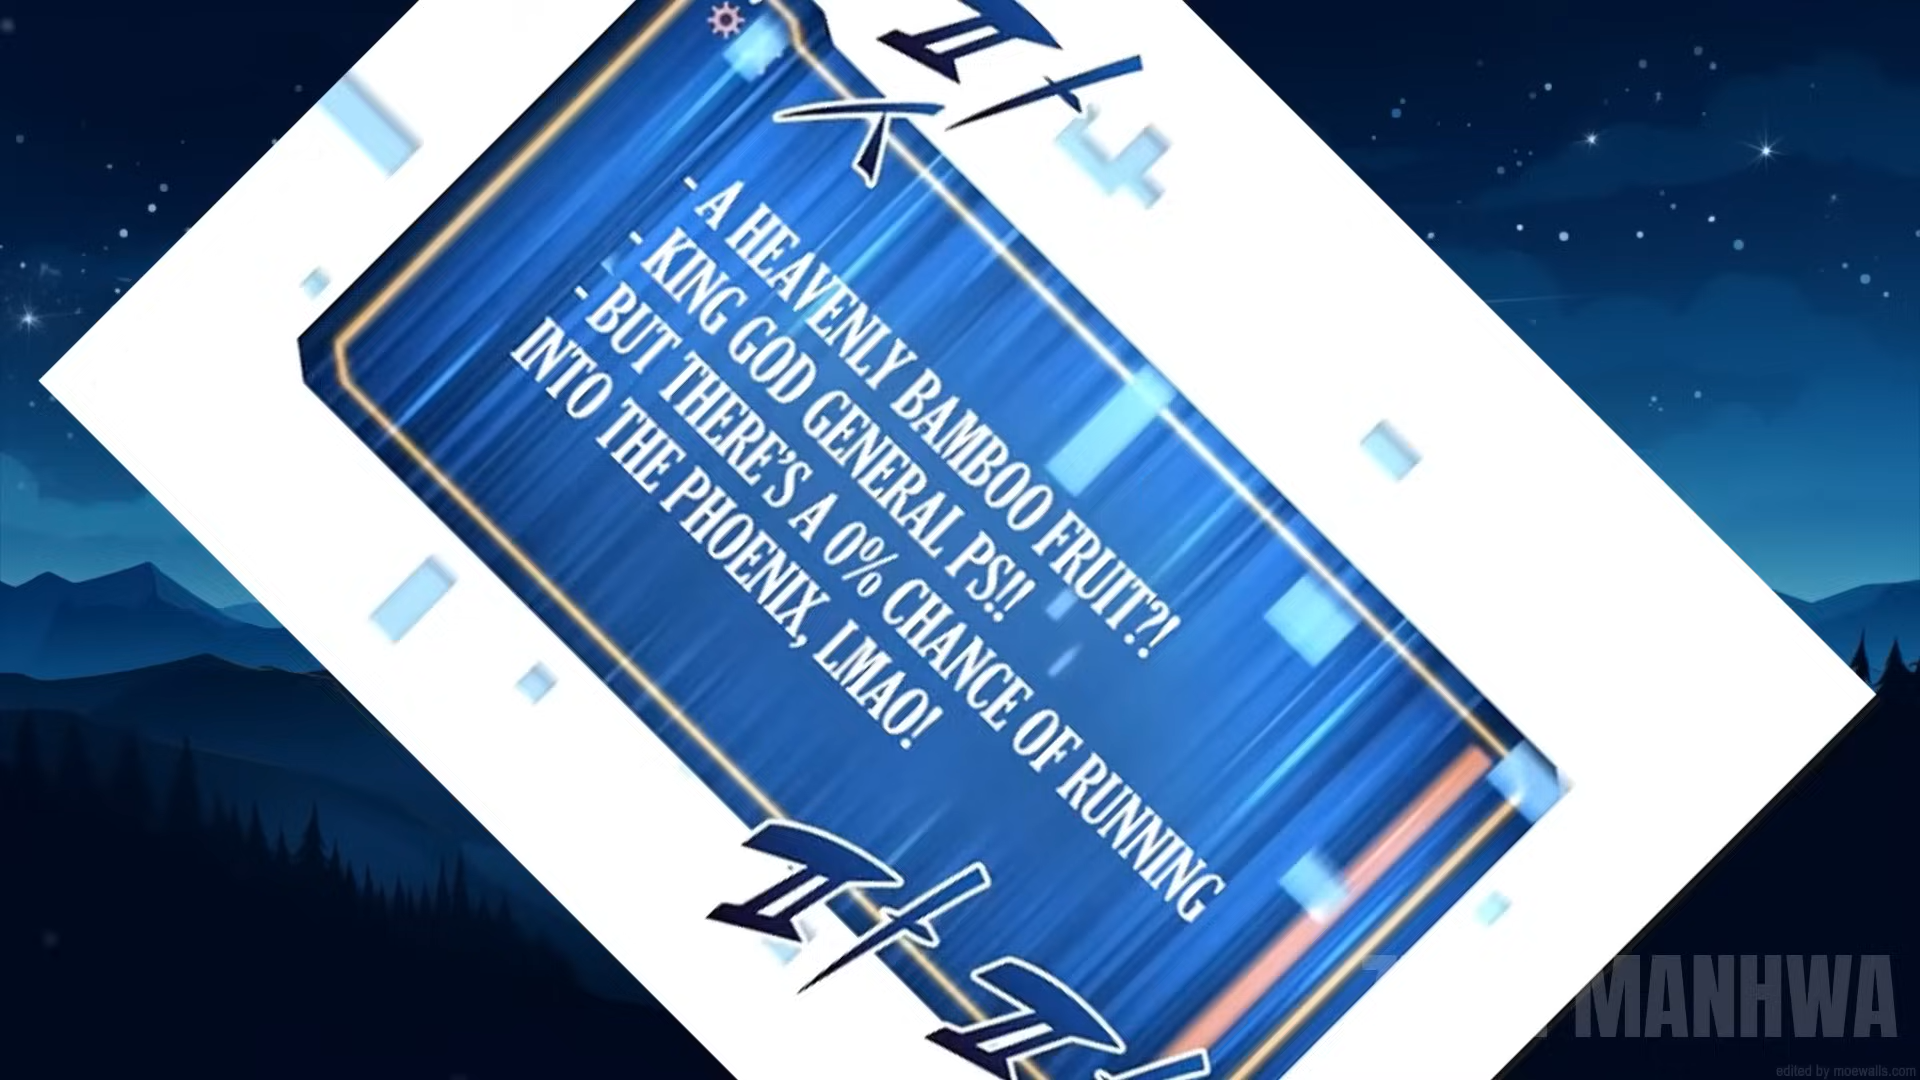 - A HEAVENLY BAMBOO FRUIT?!
- KING GOD GENERAL PS!!
- BUT THERE'S A 0% CHANCE OF RUNNING
INTO THE PHOENIX, LMAO!
MANHWA
edited by moewalls.com